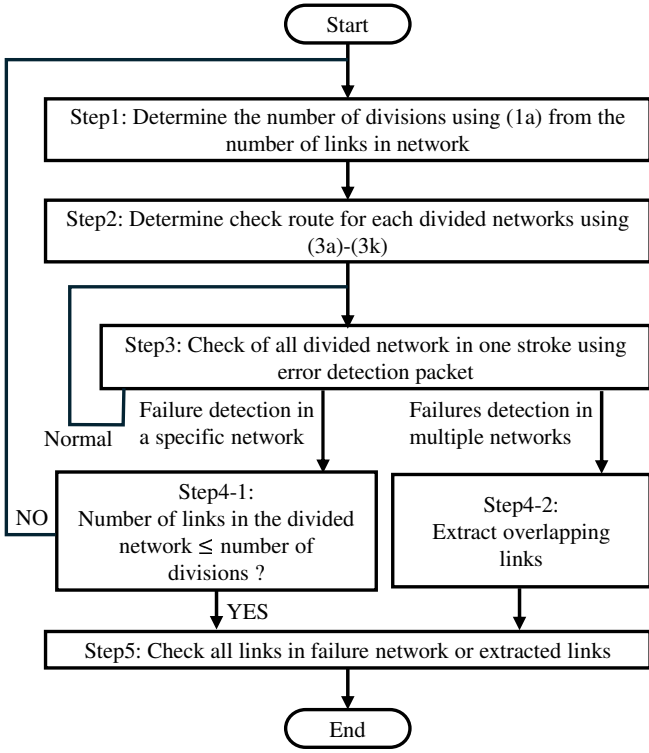 Start
Step1: Determine the number of divisions using (1a) from the
number of links in network
Step2: Determine check route for each divided networks using
(3a)-(3k)
Step3: Check of all divided network in one stroke using
error detection packet
Normal
Failure detection in
a specific network
Failures detection in
multiple networks
NO
Step4-1:
Number of links in the divided
network ≤ number of
divisions ?
Step4-2:
Extract overlapping
links
YES
Step5: Check all links in failure network or extracted links
End